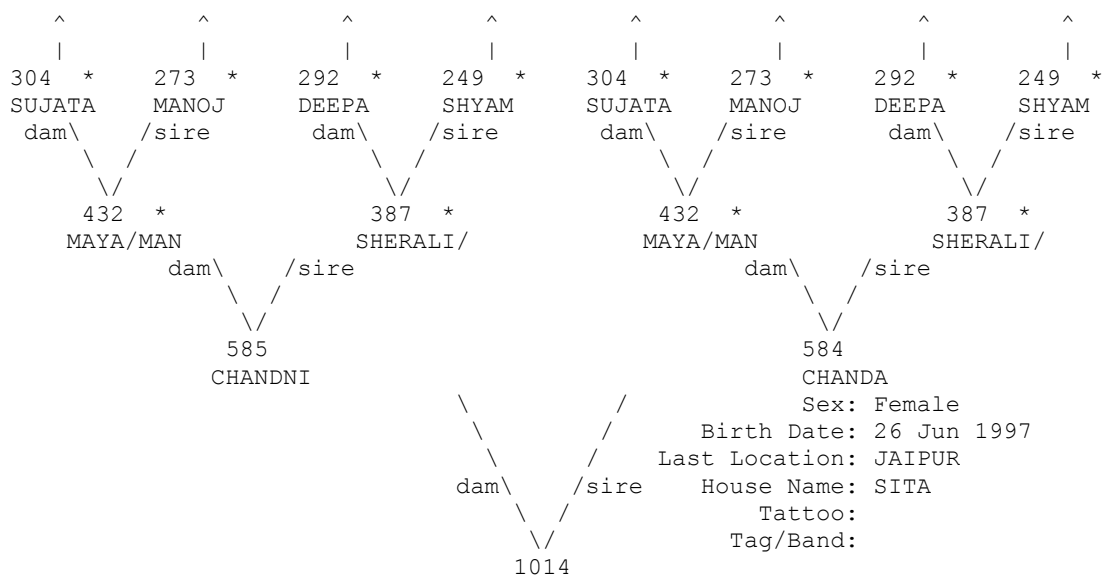 ^ ^ ^ ^ ^ ^ ^ ^
| | | | | | | |
304 * 273 * 292 * 249 * 304 * 273 * 292 * 249 *
SUJATA MANOJ DEEPA SHYAM SUJATA MANOJ DEEPA SHYAM
dam\ /sire dam\ /sire dam\ /sire dam\ /sire
\ / \ / \ / \ /
\/ \/ \/ \/
432 * 387 * 432 * 387 *
MAYA/MAN SHERALI/ MAYA/MAN SHERALI/
dam\ /sire dam\ /sire
\ / \ /
\/ \/
585 584
CHANDNI CHANDA
\ / Sex: Female
\ / Birth Date: 26 Jun 1997
\ / Last Location: JAIPUR
dam\ /sire House Name: SITA
\ / Tattoo:
\/ Tag/Band:
1014